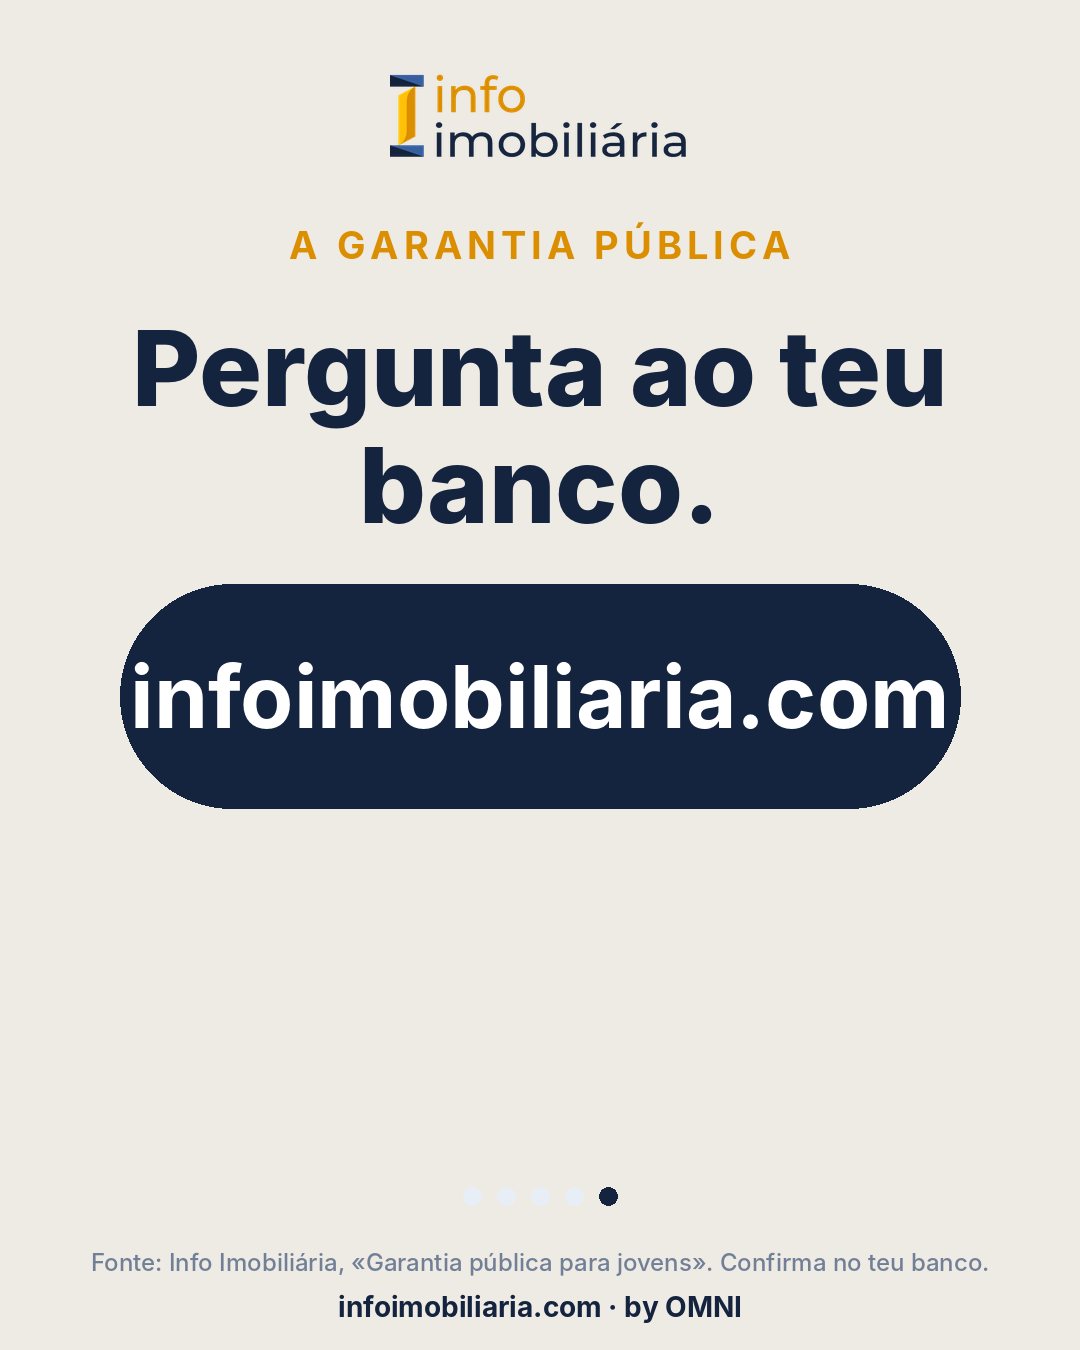 info
imobiliária
A GARANTIA PÚBLICA
Pergunta ao teu
banco.
infoimobiliaria.com
Fonte: Info Imobiliária, «Garantia pública para jovens». Confirma no teu banco.
infoimobiliaria.com · by OMNI